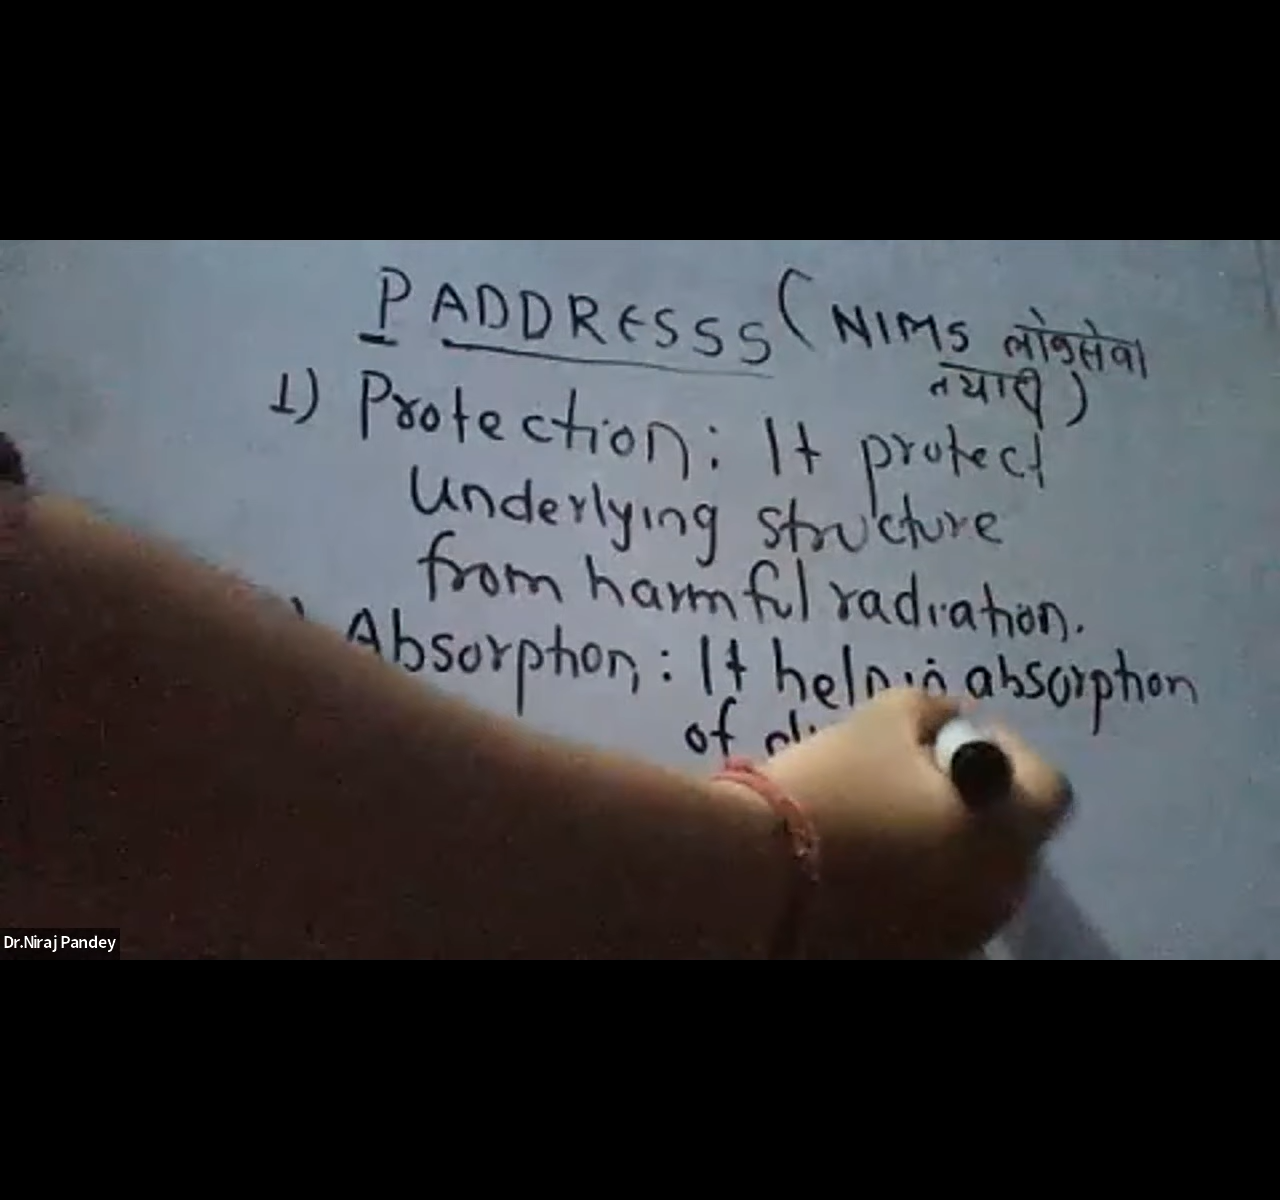 PADDRESSS (NIMS लोकसेवा
तयारी)
1) Protection: It protect
underlying structure
from harmful radiation.
) Absorption: It help in absorption
of
Dr.Niraj Pandey